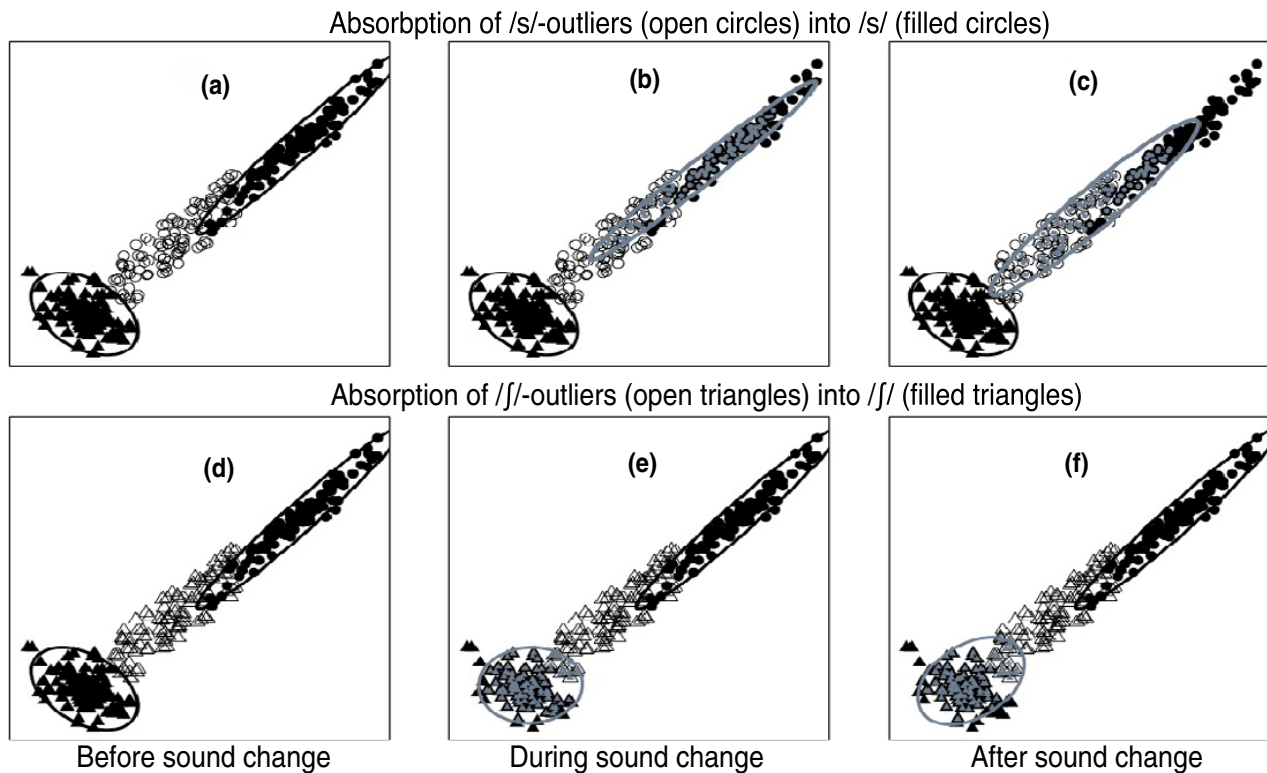 Absorbption of /s/-outliers (open circles) into /s/ (filled circles)
(a)
(b)
(c)
Absorption of /ʃ/-outliers (open triangles) into /ʃ/ (filled triangles)
(d)
(e)
(f)
Before sound change
During sound change
After sound change